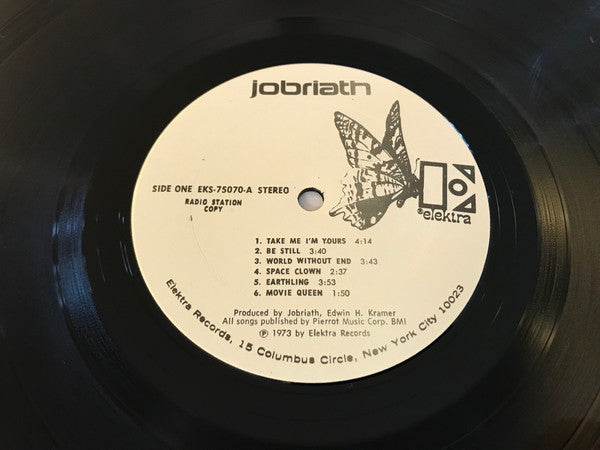 jobriath
SIDE ONE EKS-75070-A STEREO
RADIO STATION
COPY
elektra
1. TAKE ME I'M YOURS 4:14
2. BE STILL 3:40
3. WORLD WITHOUT END 3:43
4. SPACE CLOWN 2:37
5. EARTHLING 3:53
6. MOVIE QUEEN 1:50
Produced by Jobriath, Edwin H. Kramer
All songs published by Pierrot Music Corp. BMI
℗ 1973 by Elektra Records
Elektra Records, 15 Columbus Circle, New York City 10023